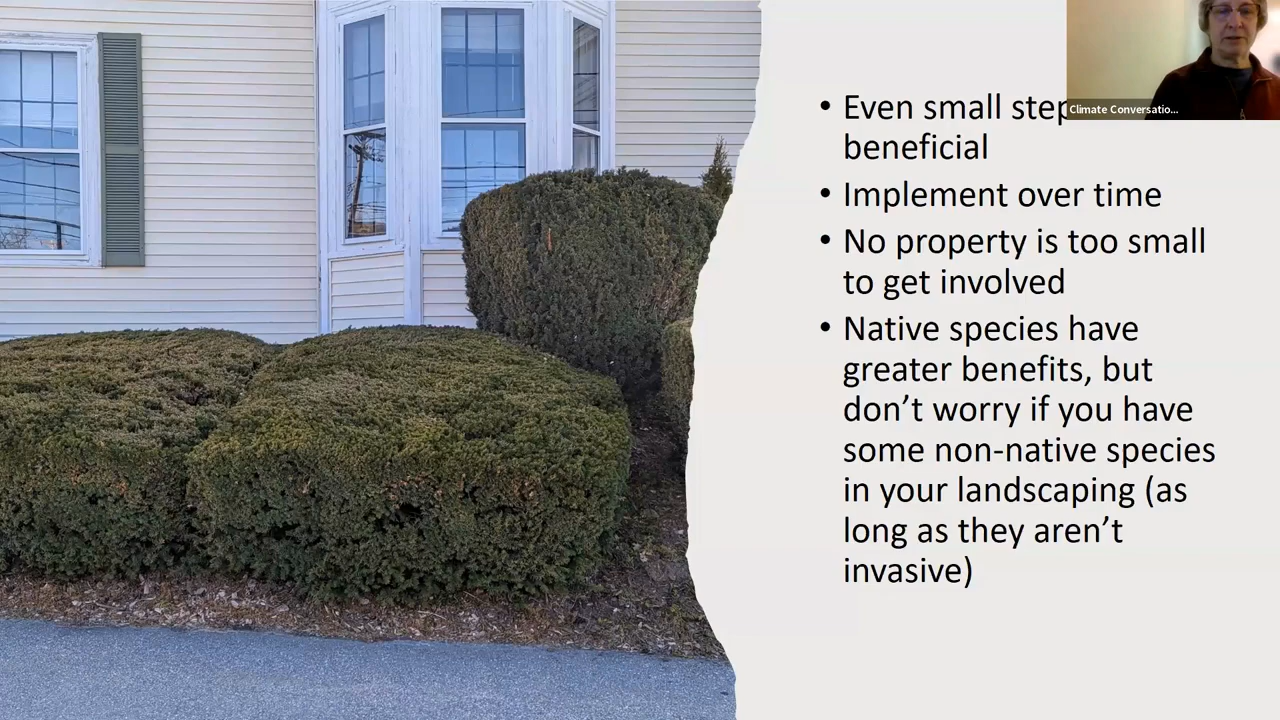 Climate Conversatio...
• Even small step
beneficial
• Implement over time
• No property is too small
to get involved
• Native species have
greater benefits, but
don’t worry if you have
some non-native species
in your landscaping (as
long as they aren’t
invasive)